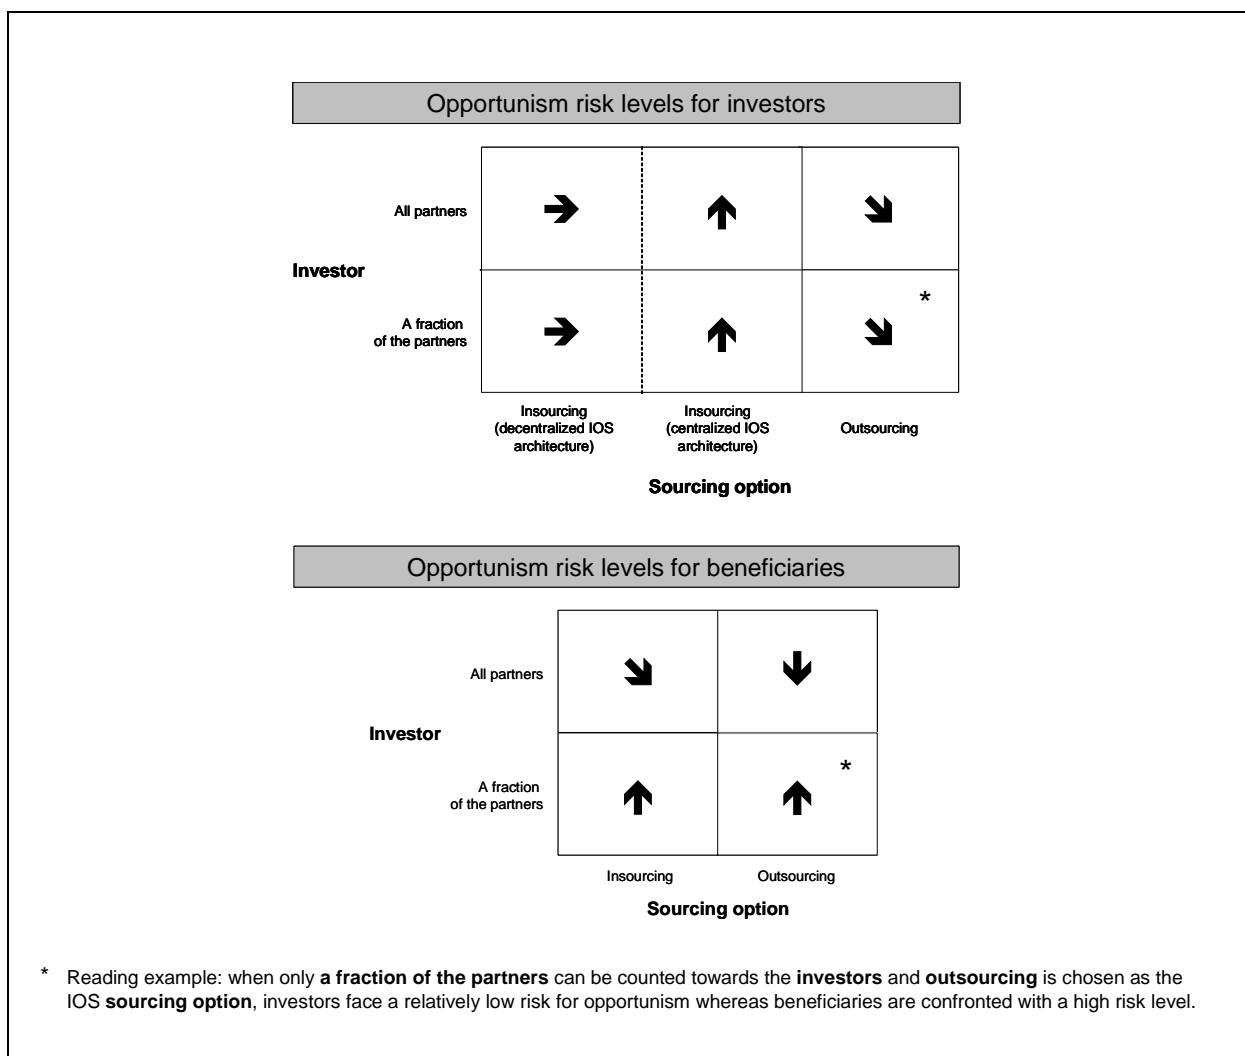 Opportunism risk levels for investors
All partners
Investor
*
A fraction
of the partners
Insourcing
(decentralized IOS
architecture)
Insourcing
(centralized IOS
architecture)
Outsourcing
Sourcing option
Opportunism risk levels for beneficiaries
All partners
Investor
*
A fraction
of the partners
Insourcing
Outsourcing
Sourcing option
* Reading example: when only a fraction of the partners can be counted towards the investors and outsourcing is chosen as the
IOS sourcing option, investors face a relatively low risk for opportunism whereas beneficiaries are confronted with a high risk level.